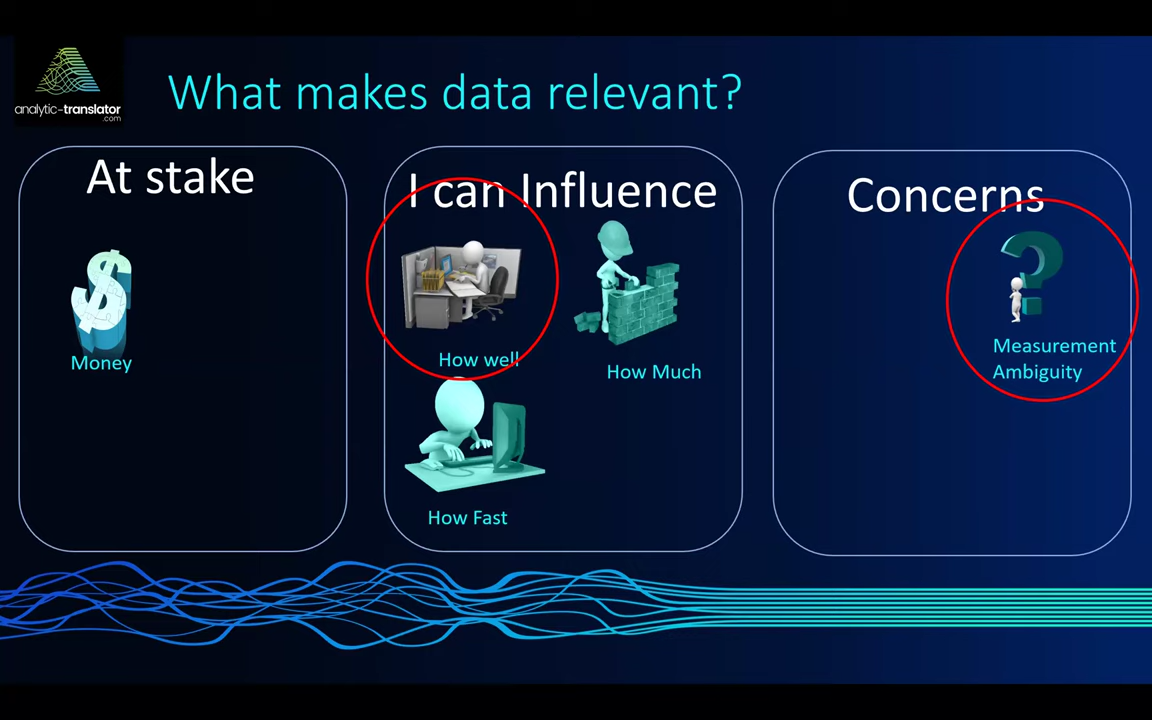 analytic-translator
.com
What makes data relevant?
At stake
Money
I can Influence
How well
How Much
How Fast
Concerns
Measurement
Ambiguity